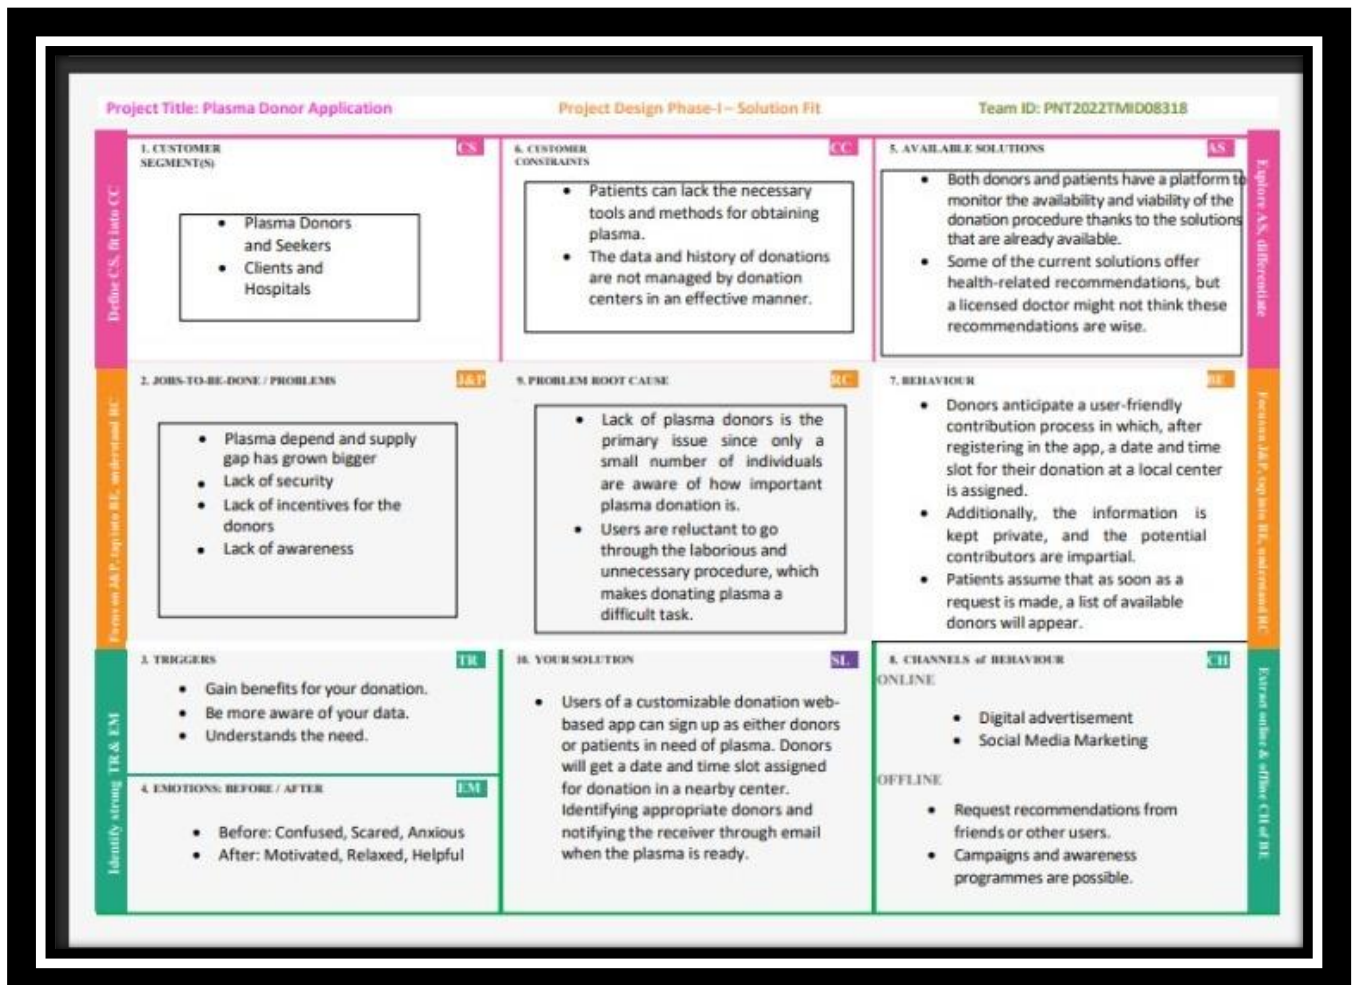 Project Title: Plasma Donor Application
Project Design Phase-I – Solution Fit
Team ID: PNT2022TMID08318
Define CS, fit into CC
1. CUSTOMER
SEGMENT(S)
CS
• Plasma Donors
and Seekers
• Clients and
Hospitals
6. CUSTOMER
CONSTRAINTS
CC
• Patients can lack the necessary
tools and methods for obtaining
plasma.
• The data and history of donations
are not managed by donation
centers in an effective manner.
5. AVAILABLE SOLUTIONS
AS
• Both donors and patients have a platform to
monitor the availability and viability of the
donation procedure thanks to the solutions
that are already available.
• Some of the current solutions offer
health-related recommendations, but
a licensed doctor might not think these
recommendations are wise.
Explore AS, differentiate
Focus on J&P, tap into BE, understand RC
2. JOBS-TO-BE-DONE / PROBLEMS
J&P
• Plasma depend and supply
gap has grown bigger
• Lack of security
• Lack of incentives for the
donors
• Lack of awareness
9. PROBLEM ROOT CAUSE
RC
• Lack of plasma donors is the
primary issue since only a
small number of individuals
are aware of how important
plasma donation is.
• Users are reluctant to go
through the laborious and
unnecessary procedure, which
makes donating plasma a
difficult task.
7. BEHAVIOUR
BE
• Donors anticipate a user-friendly
contribution process in which, after
registering in the app, a date and time
slot for their donation at a local center
is assigned.
• Additionally, the information is
kept private, and the potential
contributors are impartial.
• Patients assume that as soon as a
request is made, a list of available
donors will appear.
Focus on J&P, tap into BE, understand RC
Identify strong TR & EM
3. TRIGGERS
TR
• Gain benefits for your donation.
• Be more aware of your data.
• Understands the need.
4. EMOTIONS: BEFORE / AFTER
EM
• Before: Confused, Scared, Anxious
• After: Motivated, Relaxed, Helpful
10. YOUR SOLUTION
SL
• Users of a customizable donation web-
based app can sign up as either donors
or patients in need of plasma. Donors
will get a date and time slot assigned
for donation in a nearby center.
Identifying appropriate donors and
notifying the receiver through email
when the plasma is ready.
8. CHANNELS of BEHAVIOUR
CH
ONLINE
• Digital advertisement
• Social Media Marketing
OFFLINE
• Request recommendations from
friends or other users.
• Campaigns and awareness
programmes are possible.
Extract online & offline CH of BE